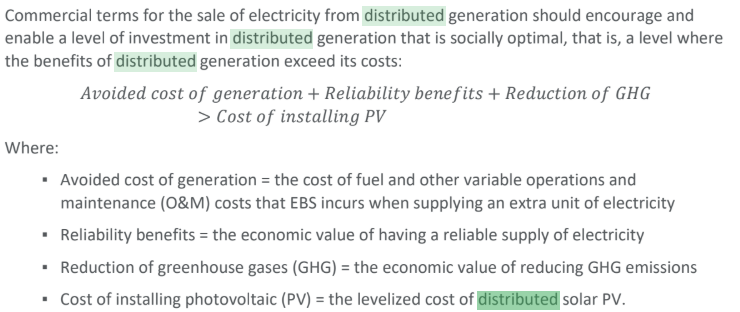 Commercial terms for the sale of electricity from distributed generation should encourage and
enable a level of investment in distributed generation that is socially optimal, that is, a level where
the benefits of distributed generation exceed its costs:
Avoided cost of generation + Reliability benefits + Reduction of GHG
> Cost of installing PV
Where:
▪ Avoided cost of generation = the cost of fuel and other variable operations and
maintenance (O&M) costs that EBS incurs when supplying an extra unit of electricity
▪ Reliability benefits = the economic value of having a reliable supply of electricity
▪ Reduction of greenhouse gases (GHG) = the economic value of reducing GHG emissions
▪ Cost of installing photovoltaic (PV) = the levelized cost of distributed solar PV.